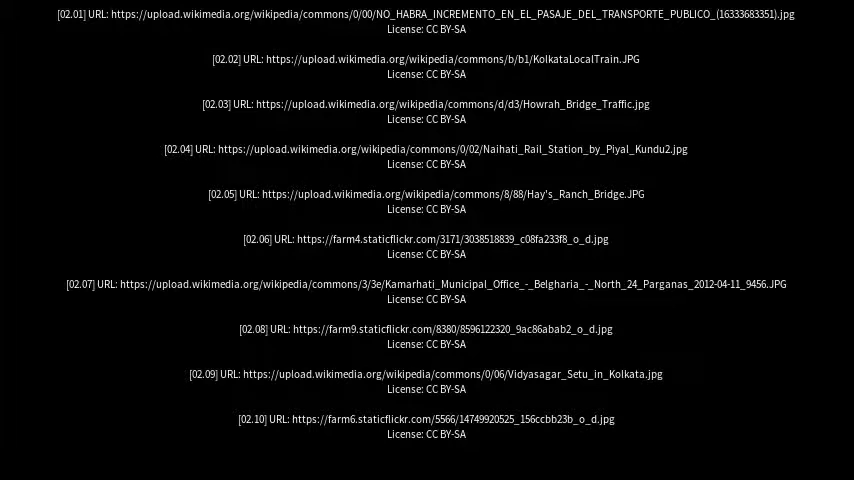 [02.01] URL: https://upload.wikimedia.org/wikipedia/commons/0/00/NO_HABRA_INCREMENTO_EN_EL_PASAJE_DEL_TRANSPORTE_PUBLICO_(16333683351).jpg
License: CC BY-SA
[02.02] URL: https://upload.wikimedia.org/wikipedia/commons/b/b1/KolkataLocalTrain.JPG
License: CC BY-SA
[02.03] URL: https://upload.wikimedia.org/wikipedia/commons/d/d3/Howrah_Bridge_Traffic.jpg
License: CC BY-SA
[02.04] URL: https://upload.wikimedia.org/wikipedia/commons/0/02/Naihati_Rail_Station_by_Piyal_Kundu2.jpg
License: CC BY-SA
[02.05] URL: https://upload.wikimedia.org/wikipedia/commons/8/88/Hay's_Ranch_Bridge.JPG
License: CC BY-SA
[02.06] URL: https://farm4.staticflickr.com/3171/3038518839_c08fa233f8_o_d.jpg
License: CC BY-SA
[02.07] URL: https://upload.wikimedia.org/wikipedia/commons/3/3e/Kamarhati_Municipal_Office_-_Belgharia_-_North_24_Parganas_2012-04-11_9456.JPG
License: CC BY-SA
[02.08] URL: https://farm9.staticflickr.com/8380/8596122320_9ac86abab2_o_d.jpg
License: CC BY-SA
[02.09] URL: https://upload.wikimedia.org/wikipedia/commons/0/06/Vidyasagar_Setu_in_Kolkata.jpg
License: CC BY-SA
[02.10] URL: https://farm6.staticflickr.com/5566/14749920525_156ccbb23b_o_d.jpg
License: CC BY-SA